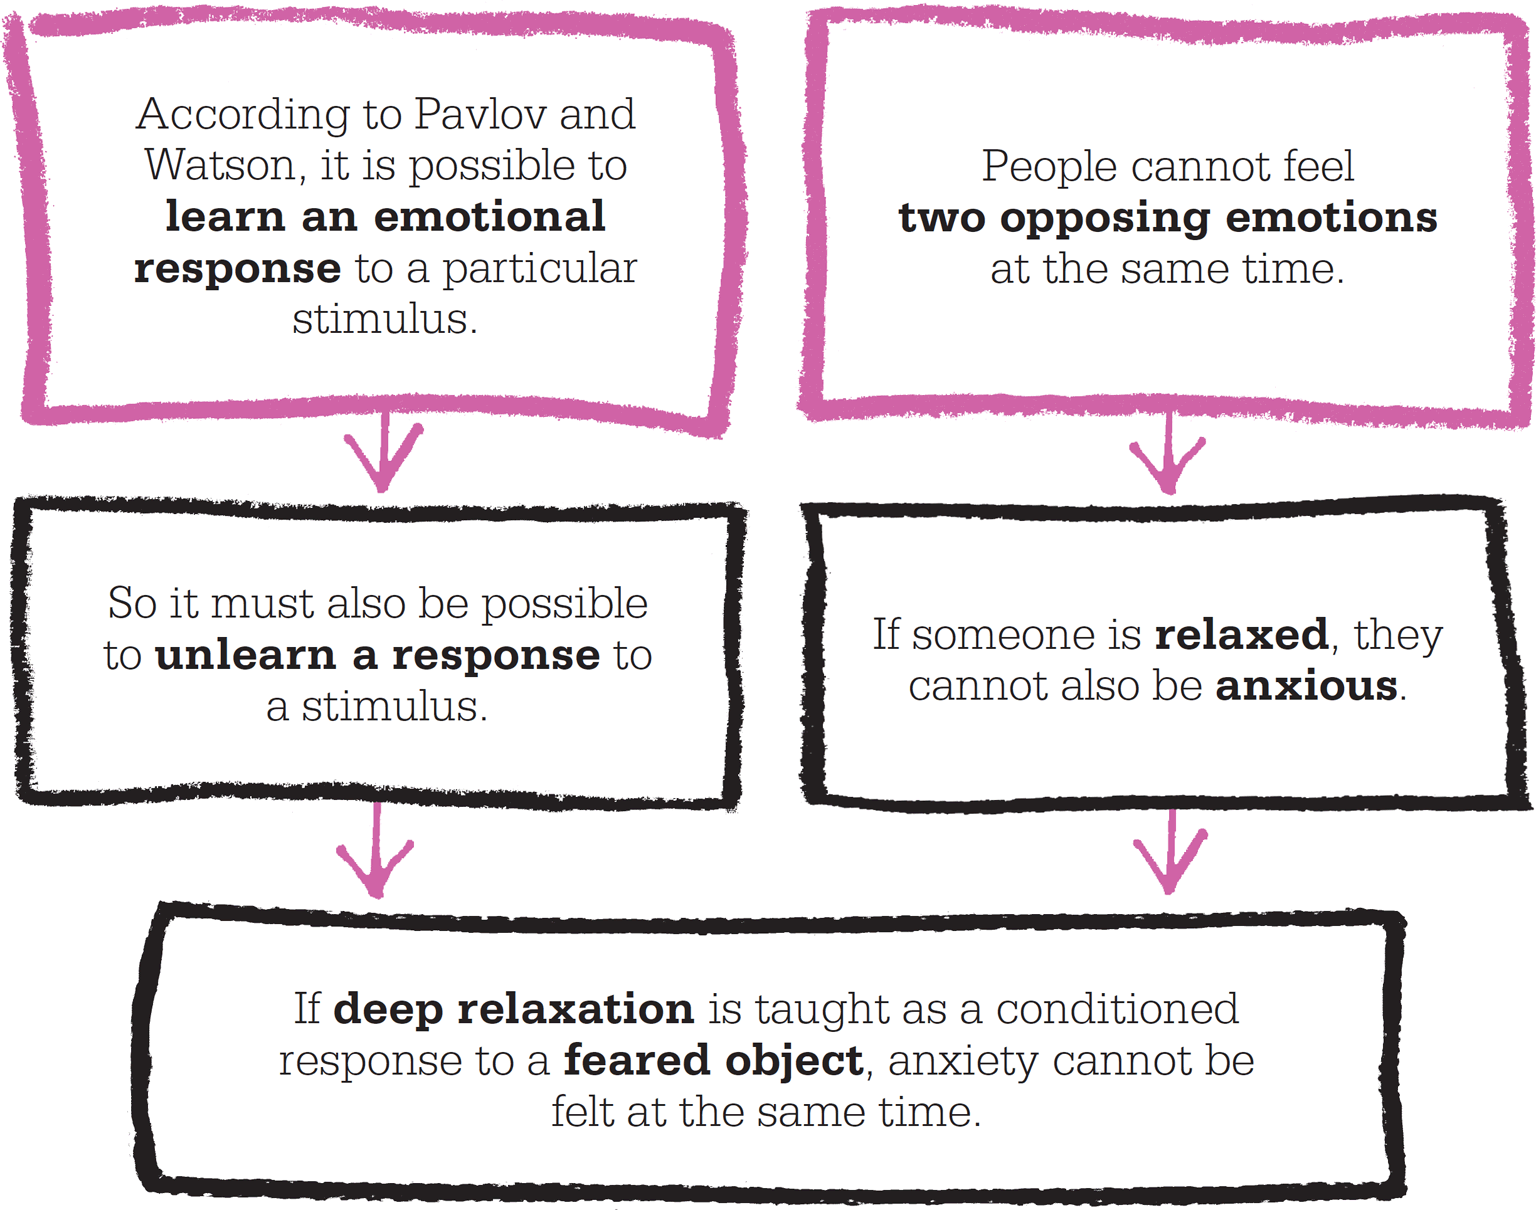 According to Pavlov and
Watson, it is possible to
learn an emotional
response to a particular
stimulus.
People cannot feel
two opposing emotions
at the same time.
So it must also be possible
to unlearn a response to
a stimulus.
If someone is relaxed, they
cannot also be anxious.
If deep relaxation is taught as a conditioned
response to a feared object, anxiety cannot be
felt at the same time.